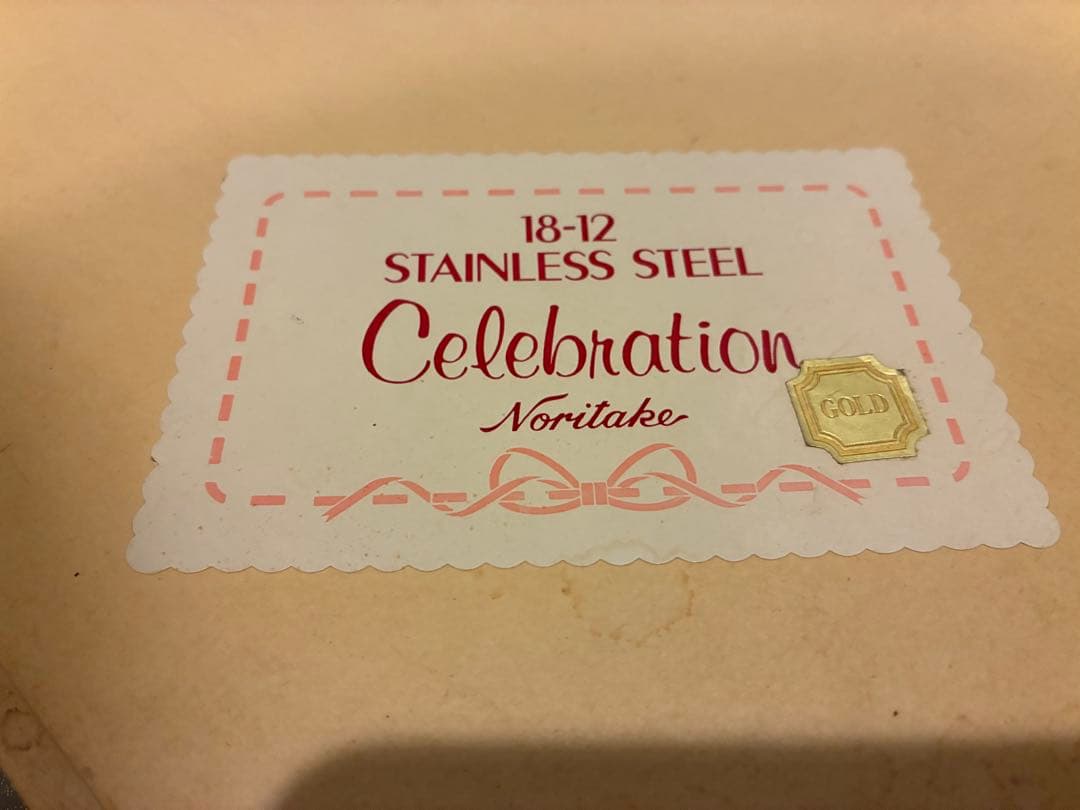 18-12
STAINLESS STEEL
Celebration
Noritake
GOLD